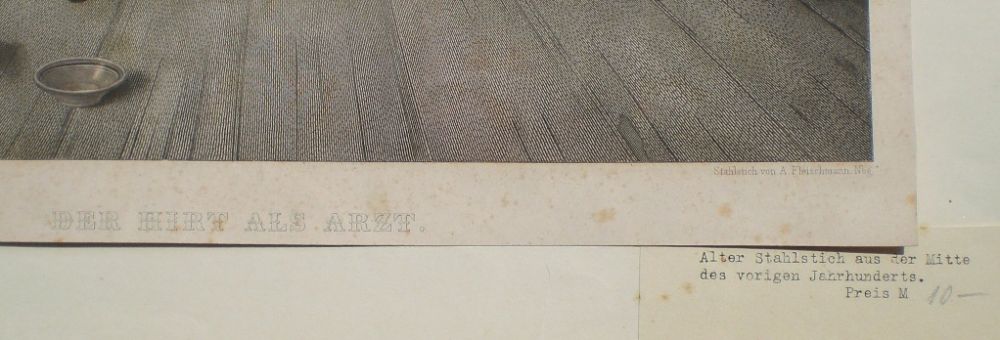 Stahlstich von A. Fleischmann. Nbg.
DER HIRT ALS ARZT.
Alter Stahlstich aus der Mitte
des vorigen Jahrhunderts.
Preis M 10.—